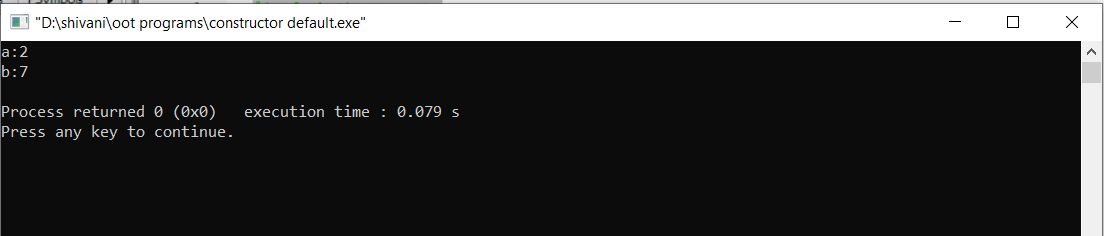 "D:\shivani\oot programs\constructor default.exe"
a:2
b:7
Process returned 0 (0x0)   execution time : 0.079 s
Press any key to continue.